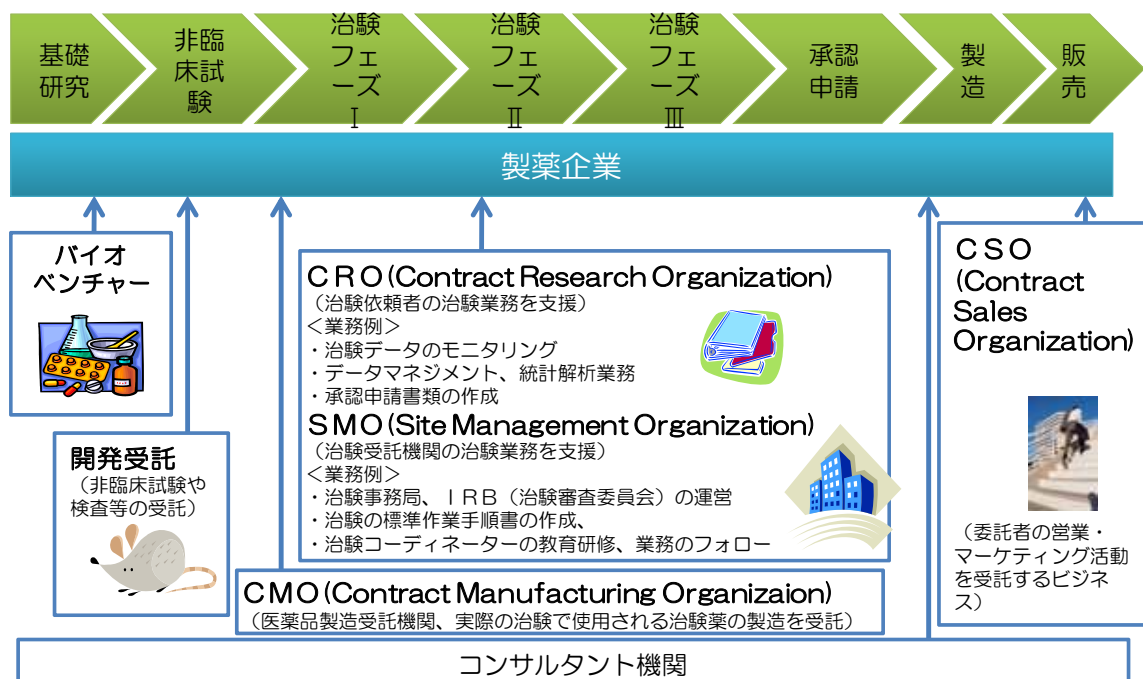 基礎
研究
非臨
床試
験
治験
フェ
ーズ
Ⅰ
治験
フェ
ーズ
Ⅱ
治験
フェ
ーズ
Ⅲ
承認
申請
製
造
販
売
製薬企業
バイオ
ベンチャー
開発受託
（非臨床試験や
検査等の受託）
ＣＲＯ(Contract Research Organization)
（治験依頼者の治験業務を支援）
＜業務例＞
・治験データのモニタリング
・データマネジメント、統計解析業務
・承認申請書類の作成
ＳＭＯ(Site Management Organization)
（治験受託機関の治験業務を支援）
＜業務例＞
・治験事務局、ＩＲＢ（治験審査委員会）の運営
・治験の標準作業手順書の作成、
・治験コーディネーターの教育研修、業務のフォロー
ＣＭＯ(Contract Manufacturing Organizaion)
（医薬品製造受託機関、実際の治験で使用される治験薬の製造を受託）
ＣＳＯ
(Contract
Sales
Organization)
（委託者の営業・
マーケティング活動
を受託するビジネ
ス）
コンサルタント機関